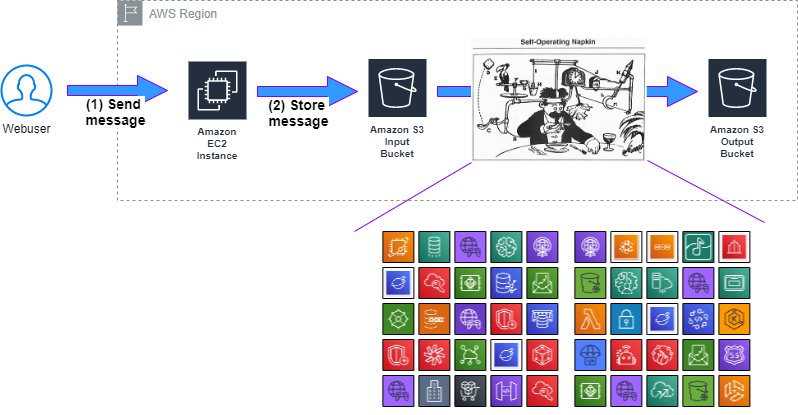 AWS Region
Self-Operating Napkin
(1) Send
message
(2) Store
message
Webuser
Amazon
EC2
Instance
Amazon S3
Input
Bucket
Amazon S3
Output
Bucket